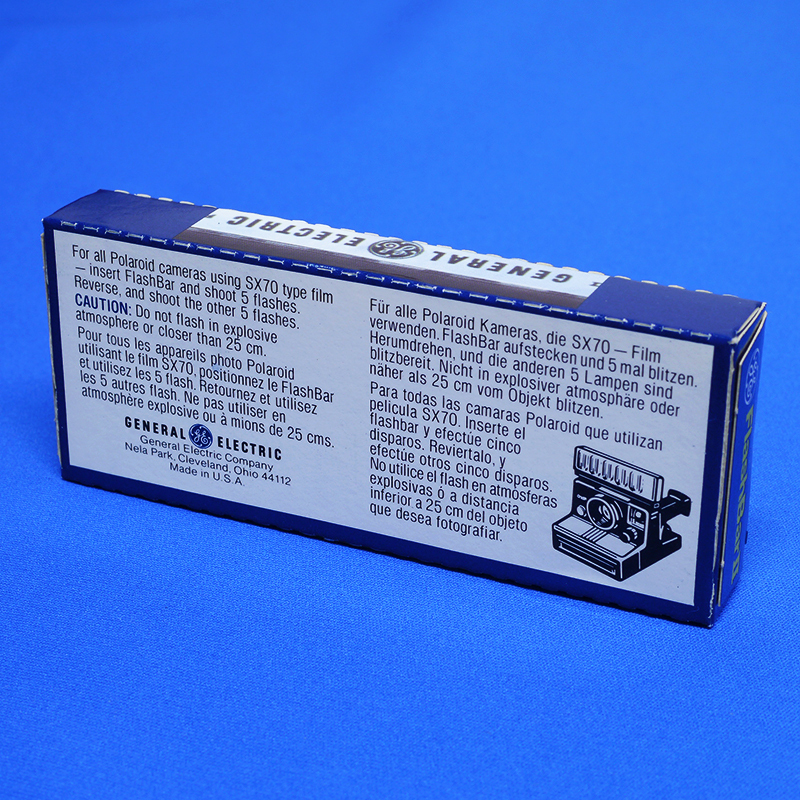 GENERAL GE ELECTRIC
For all Polaroid cameras using SX70 type film
— insert FlashBar and shoot 5 flashes.
Reverse, and shoot the other 5 flashes.
CAUTION: Do not flash in explosive
atmosphere or closer than 25 cm.
Pour tous les appareils photo Polaroid
utilisant le film SX70, positionnez le FlashBar
et utilisez les 5 flash. Retournez et utilisez
les 5 autres flash. Ne pas utiliser en
atmosphère explosive ou à mions de 25 cms.
GENERAL GE ELECTRIC
General Electric Company
Nela Park, Cleveland, Ohio 44112
Made in U.S.A.
Für alle Polaroid Kameras, die SX70 — Film
verwenden. FlashBar aufstecken und 5 mal blitzen.
Herumdrehen, und die anderen 5 Lampen sind
blitzbereit. Nicht in explosiver atmosphäre oder
näher als 25 cm vom Objekt blitzen.
Para todas las camaras Polaroid que utilizan
pelicula SX70. Inserte el
flashbar y efectúe cinco
disparos. Reviertalo, y
efectúe otros cinco disparos.
No utilice el flash en atmósferas
explosivas ó a distancia
inferior a 25 cm del objeto
que desea fotografiar.
GE FlashBar II